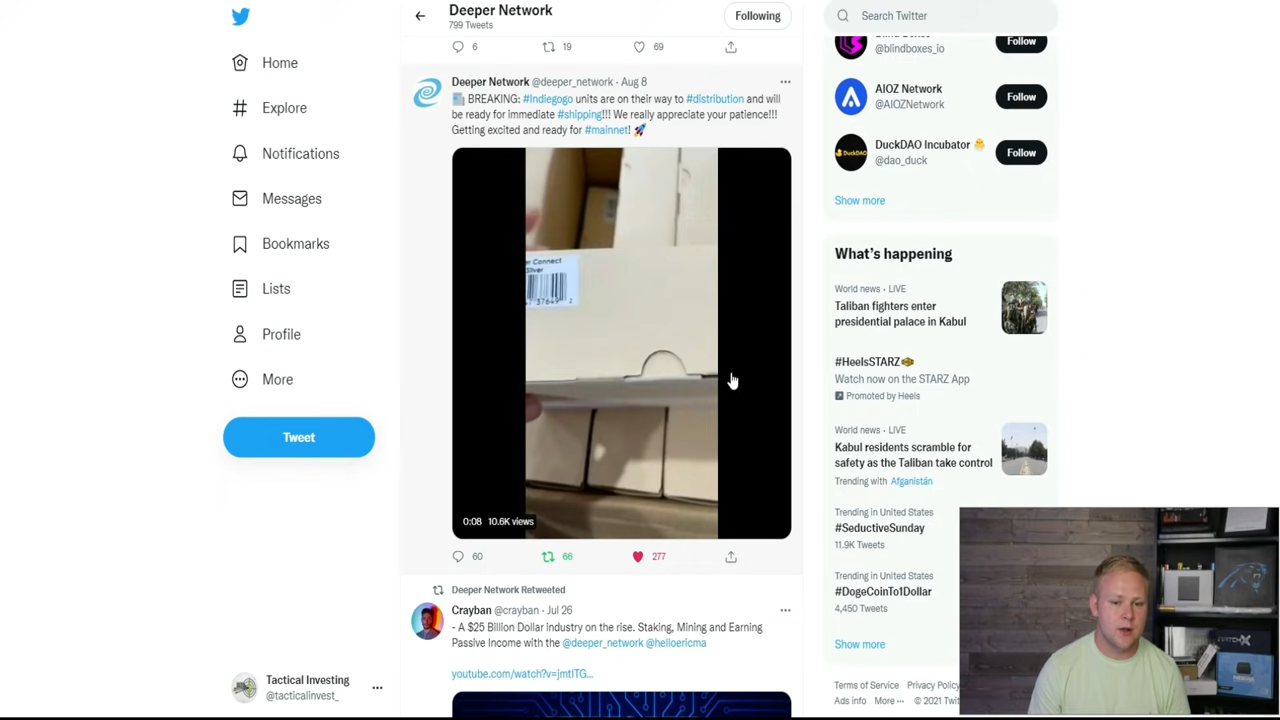 Deeper Network
799 Tweets
Following
Search Twitter
6
19
69
@blindboxes_io
Follow
Deeper Network @deeper_network · Aug 8
BREAKING: #Indiegogo units are on their way to #distribution and will
be ready for immediate #shipping!!! We really appreciate your patience!!!
Getting excited and ready for #mainnet! 🚀
AIOZ Network
@AIOZNetwork
Follow
DuckDAO Incubator 🐣
@dao_duck
Follow
DuckDAO
Show more
Home
Explore
Notifications
Messages
Bookmarks
Lists
Profile
More
Tweet
er Connect
0:08 10.6K views
60
66
277
What's happening
World news · LIVE
Taliban fighters enter
presidential palace in Kabul
#HeelsSTARZ
Watch now on the STARZ App
Promoted by Heels
World news · LIVE
Kabul residents scramble for
safety as the Taliban take control
Trending with Afganistán
Trending in United States
#SeductiveSunday
11.9K Tweets
Trending in United States
#DogeCoinTo1Dollar
4,450 Tweets
Show more
Terms of Service Privacy Policy
Ads info More ··· © 2021 Twi
Deeper Network Retweeted
Crayban @crayban · Jul 26
- A $25 Billion Dollar industry on the rise. Staking, Mining and Earning
Passive Income with the @deeper_network @helloericma
youtube.com/watch?v=jmtITG...
Tactical Investing
@tacticalinvest_